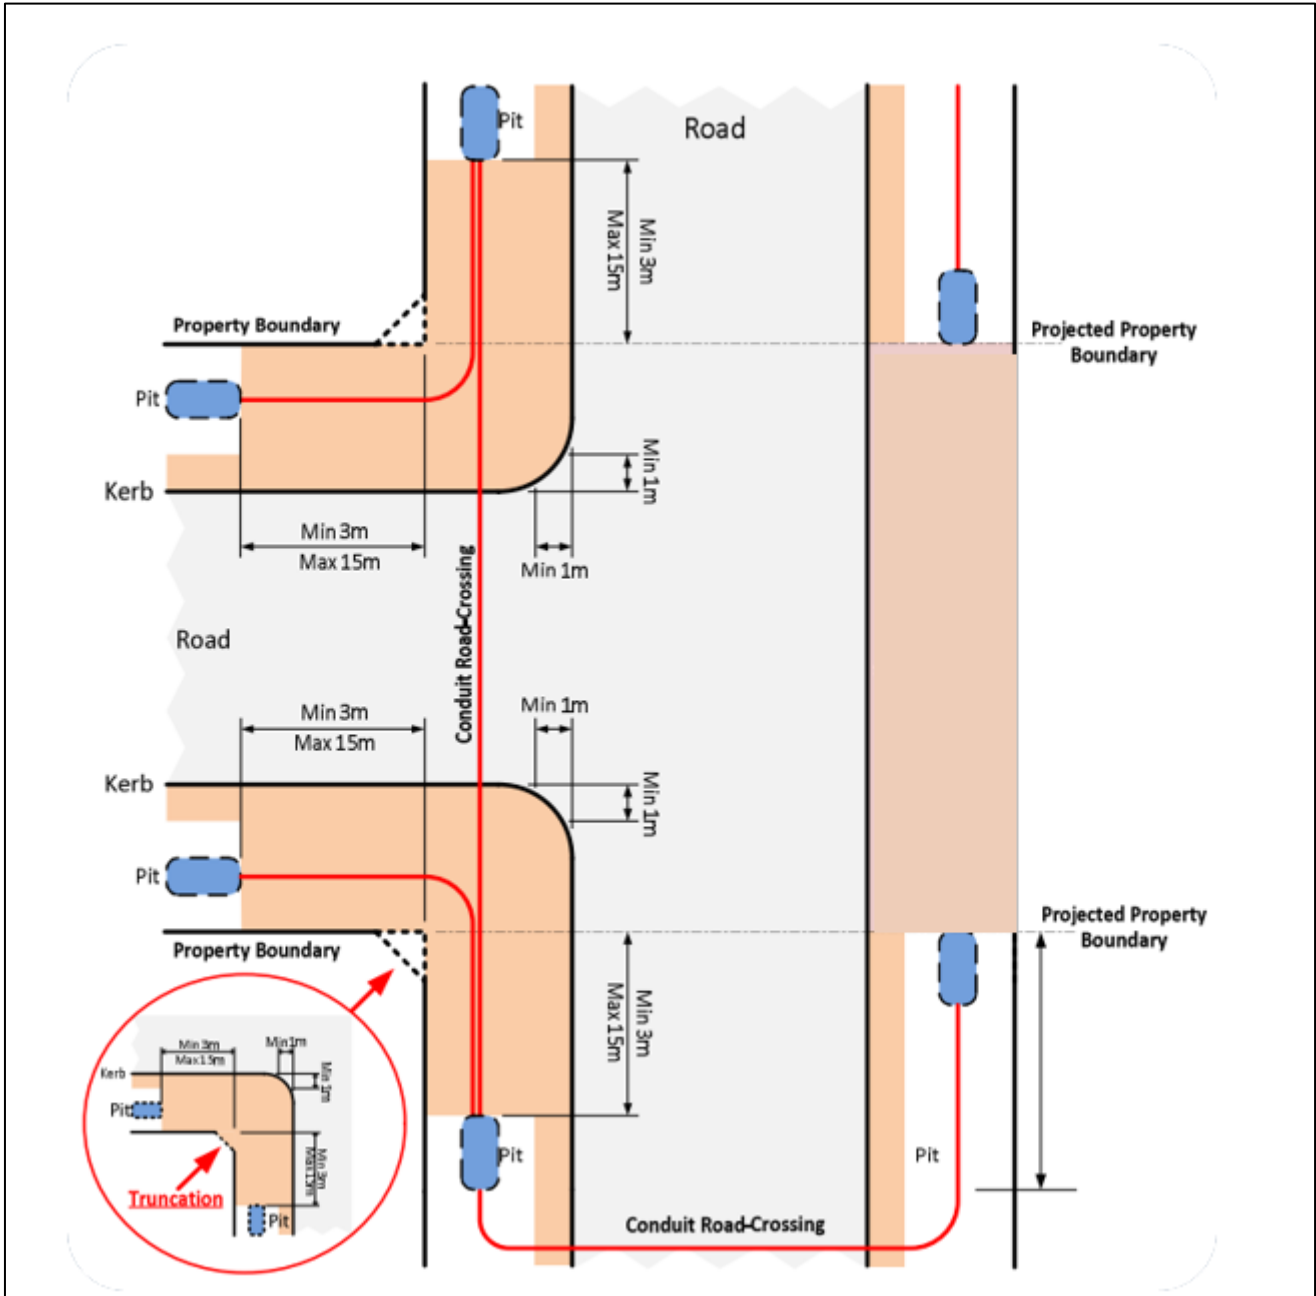 Pit
Road
Min 3m
Max 15m
Property Boundary
Projected Property
Boundary
Pit
Kerb
Min 1m
Min 3m
Max 15m
Min 1m
Conduit Road-Crossing
Road
Min 3m
Max 15m
Min 1m
Kerb
Min 1m
Pit
Property Boundary
Projected Property
Boundary
Min 3m
Max 15m
Min 3m
Max 15m
Min 1m
Kerb
Min 1m
Pit
Min 3m
Max 15m
Truncation
Pit
Pit
Pit
Conduit Road-Crossing